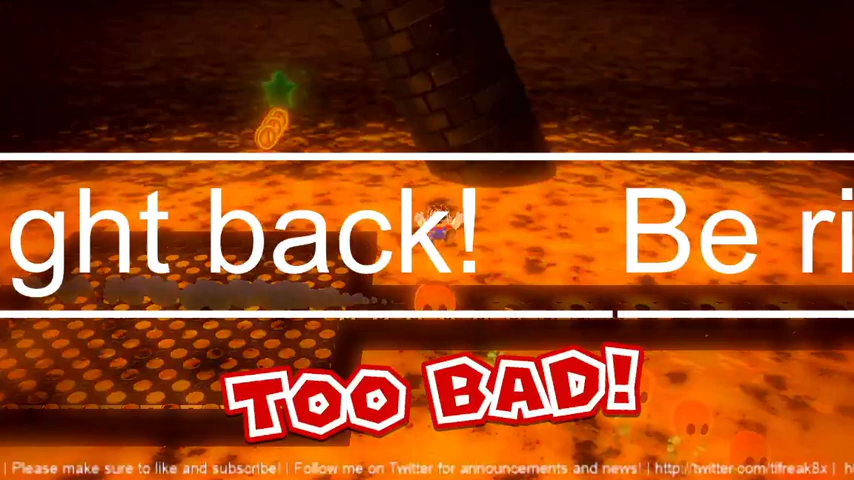 ght back! Be ri
TOO BAD!
| Please make sure to like and subscribe! | Follow me on Twitter for announcements and news! | http://twitter.com/tifreak8x | h